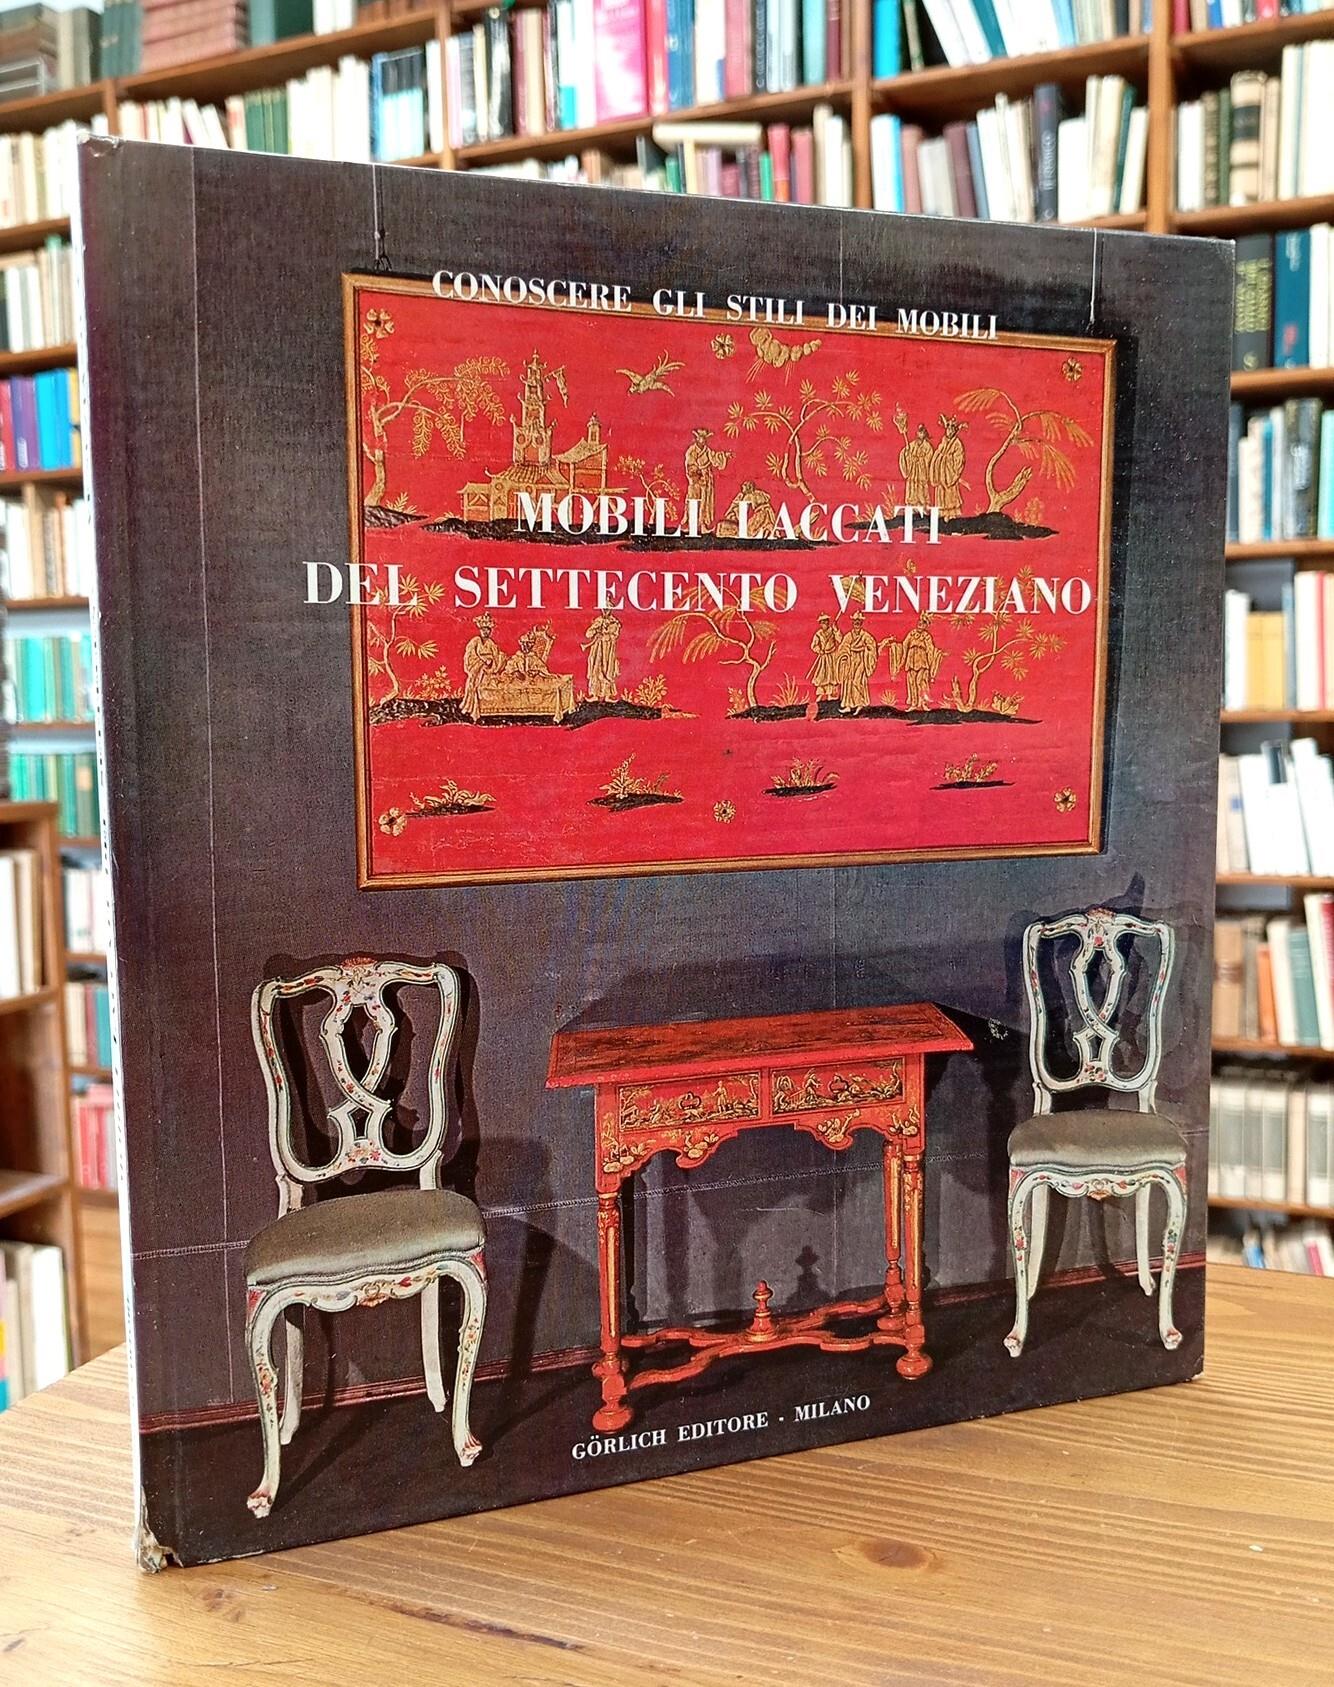 CONOSCERE GLI STILI DEI MOBILI
MOBILI LACCATI
DEL SETTECENTO VENEZIANO
GÖRLICH EDITORE - MILANO